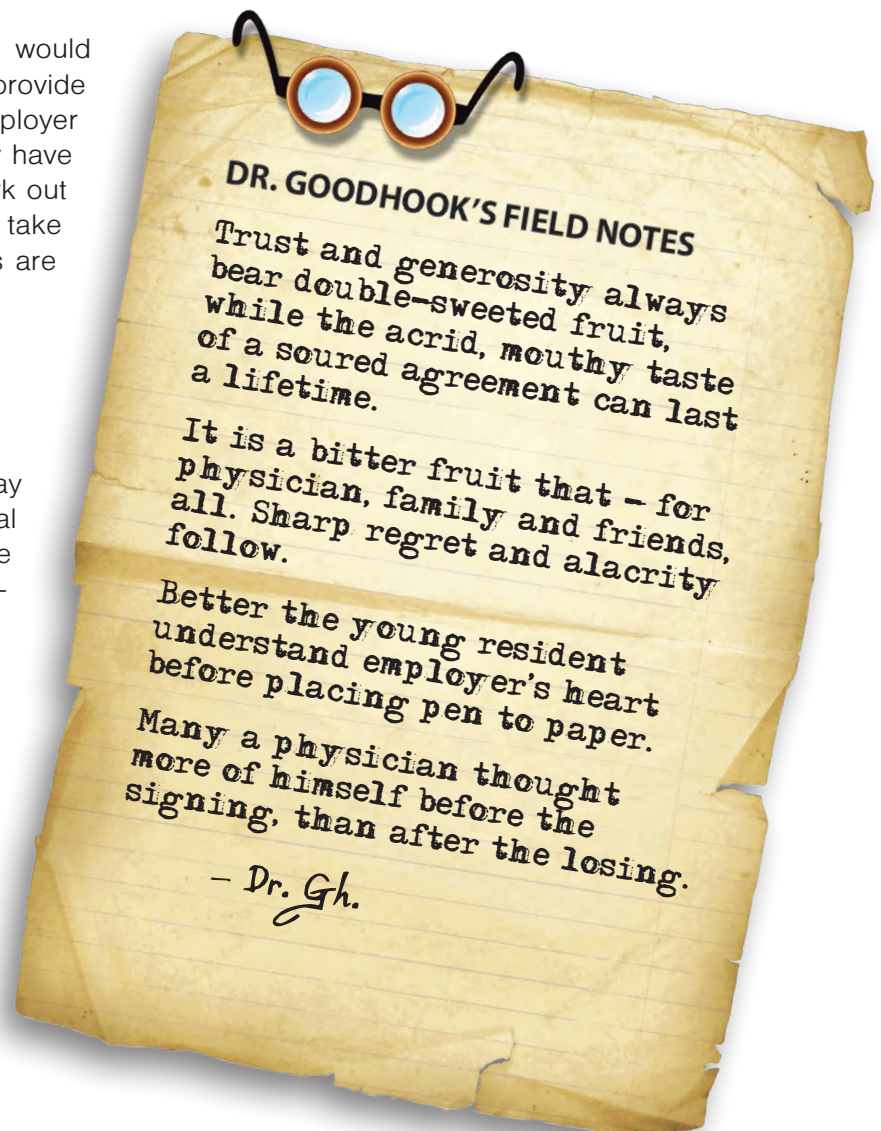 would
provide
ployer
have
k out
take
s are
ay
al
e
-
DR. GOODHOOK'S FIELD NOTES
Trust and generosity always
bear double-sweeted fruit,
while the acrid, mouthy taste
of a soured agreement can last
a lifetime.
It is a bitter fruit that – for
physician, family and friends,
all. Sharp regret and alacrity
follow.
Better the young resident
understand employer's heart
before placing pen to paper.
Many a physician thought
more of himself before the
signing, than after the losing.
– Dr. Gh.